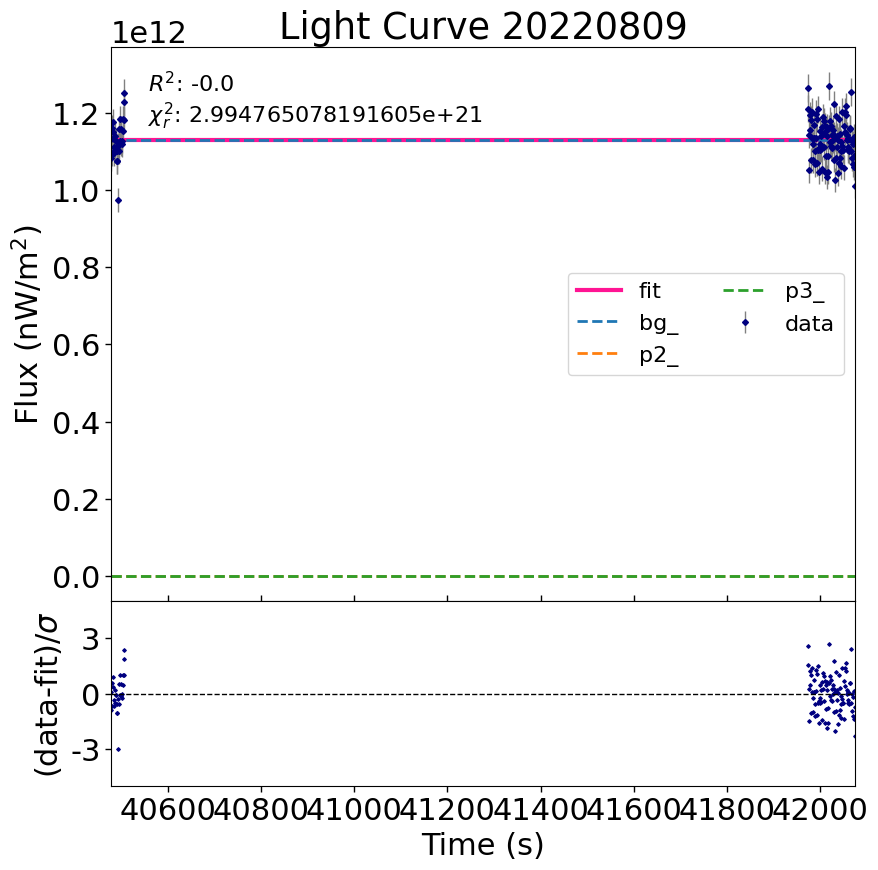 Light Curve 20220809
1e12
R²: -0.0
χ²ᵣ: 2.994765078191605e+21
1.2
1.0
0.8
0.6
0.4
0.2
0.0
Flux (nW/m²)
fit
bg_
p2_
p3_
data
3
0
-3
(data-fit)/σ
40600 40800 41000 41200 41400 41600 41800 42000
Time (s)